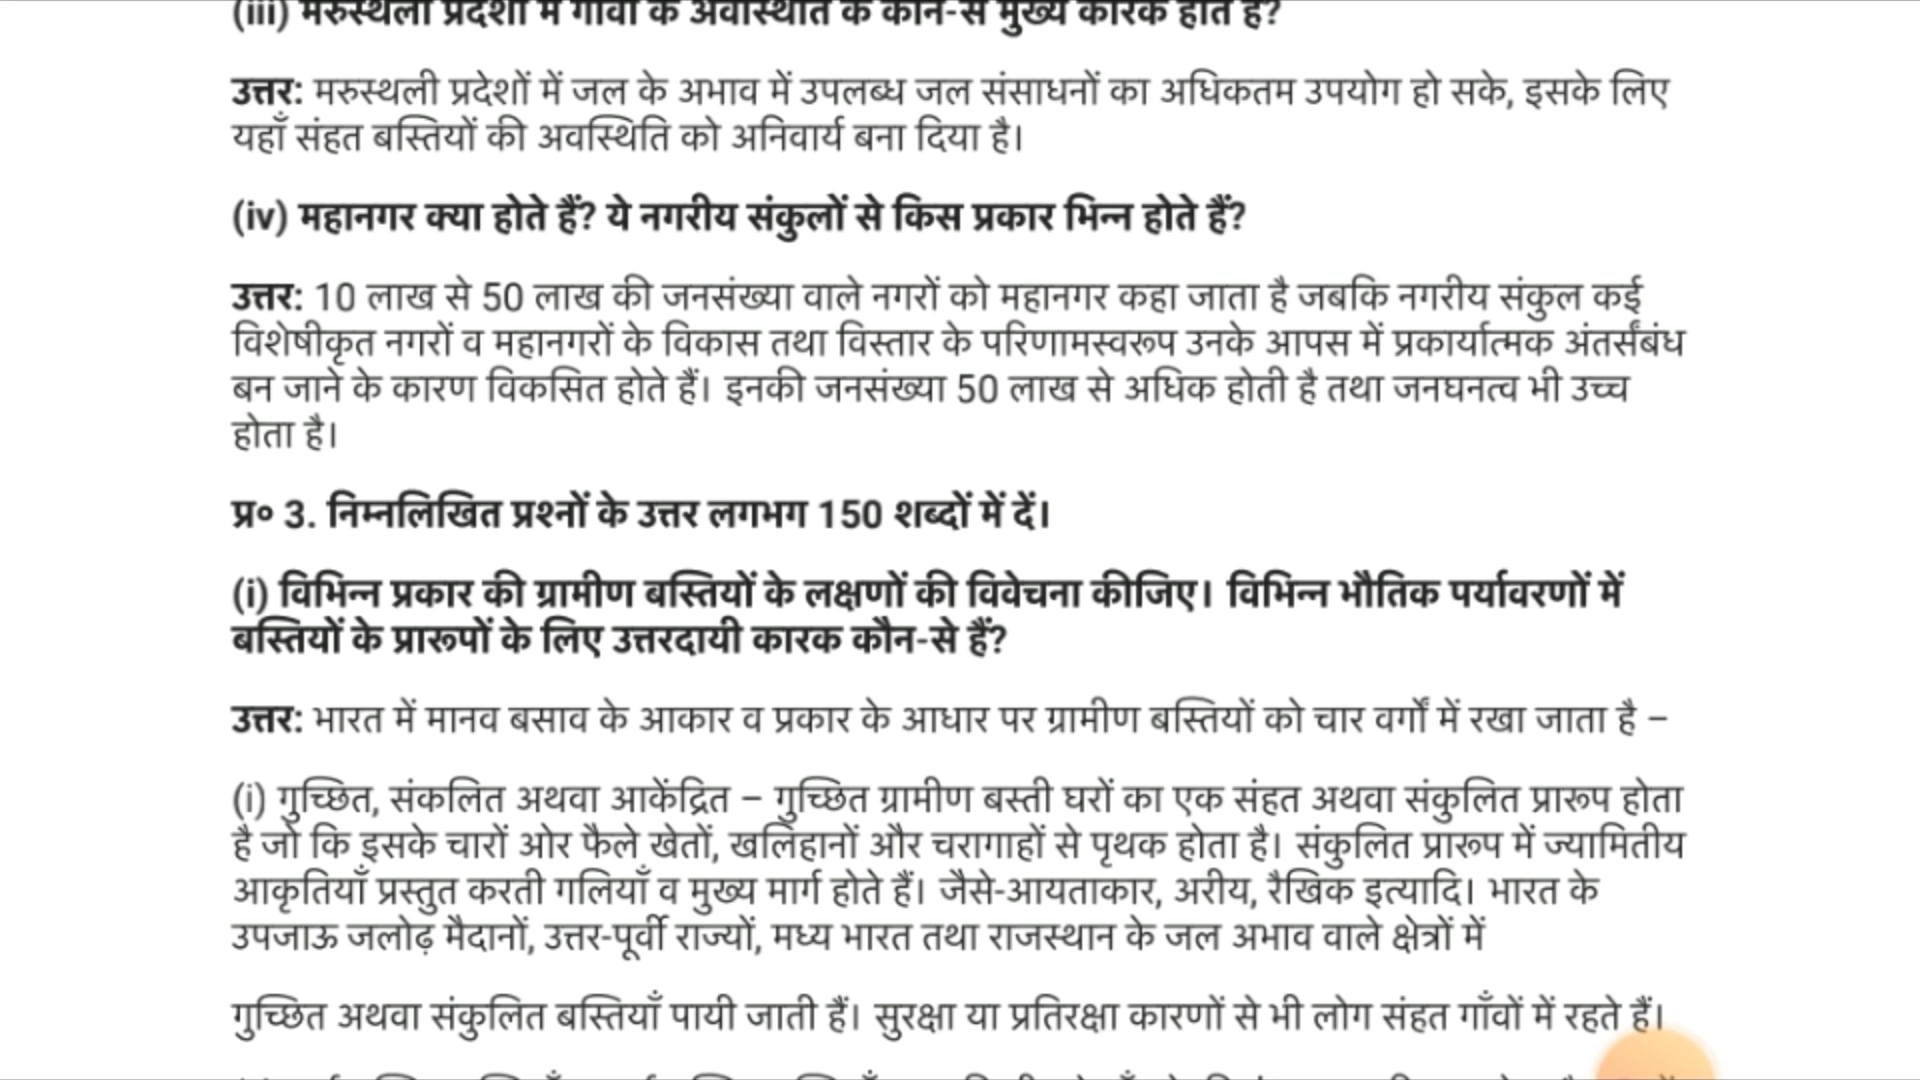 (iii) मरुस्थली प्रदेशों में गाँवों के अवस्थिति के कौन-से मुख्य कारक होते हैं?
उत्तर: मरुस्थली प्रदेशों में जल के अभाव में उपलब्ध जल संसाधनों का अधिकतम उपयोग हो सके, इसके लिए
यहाँ संहत बस्तियों की अवस्थिति को अनिवार्य बना दिया है।
(iv) महानगर क्या होते हैं? ये नगरीय संकुलों से किस प्रकार भिन्न होते हैं?
उत्तर: 10 लाख से 50 लाख की जनसंख्या वाले नगरों को महानगर कहा जाता है जबकि नगरीय संकुल कई
विशेषीकृत नगरों व महानगरों के विकास तथा विस्तार के परिणामस्वरूप उनके आपस में प्रकार्यात्मक अंतर्संबंध
बन जाने के कारण विकसित होते हैं। इनकी जनसंख्या 50 लाख से अधिक होती है तथा जनघनत्व भी उच्च
होता है।
प्र० 3. निम्नलिखित प्रश्नों के उत्तर लगभग 150 शब्दों में दें।
(i) विभिन्न प्रकार की ग्रामीण बस्तियों के लक्षणों की विवेचना कीजिए। विभिन्न भौतिक पर्यावरणों में
बस्तियों के प्रारूपों के लिए उत्तरदायी कारक कौन-से हैं?
उत्तर: भारत में मानव बसाव के आकार व प्रकार के आधार पर ग्रामीण बस्तियों को चार वर्गों में रखा जाता है –
(i) गुच्छित, संकलित अथवा आकेंद्रित – गुच्छित ग्रामीण बस्ती घरों का एक संहत अथवा संकुलित प्रारूप होता
है जो कि इसके चारों ओर फैले खेतों, खलिहानों और चरागाहों से पृथक होता है। संकुलित प्रारूप में ज्यामितीय
आकृतियाँ प्रस्तुत करती गलियाँ व मुख्य मार्ग होते हैं। जैसे-आयताकार, अरीय, रैखिक इत्यादि। भारत के
उपजाऊ जलोढ़ मैदानों, उत्तर-पूर्वी राज्यों, मध्य भारत तथा राजस्थान के जल अभाव वाले क्षेत्रों में
गुच्छित अथवा संकुलित बस्तियाँ पायी जाती हैं। सुरक्षा या प्रतिरक्षा कारणों से भी लोग संहत गाँवों में रहते हैं।